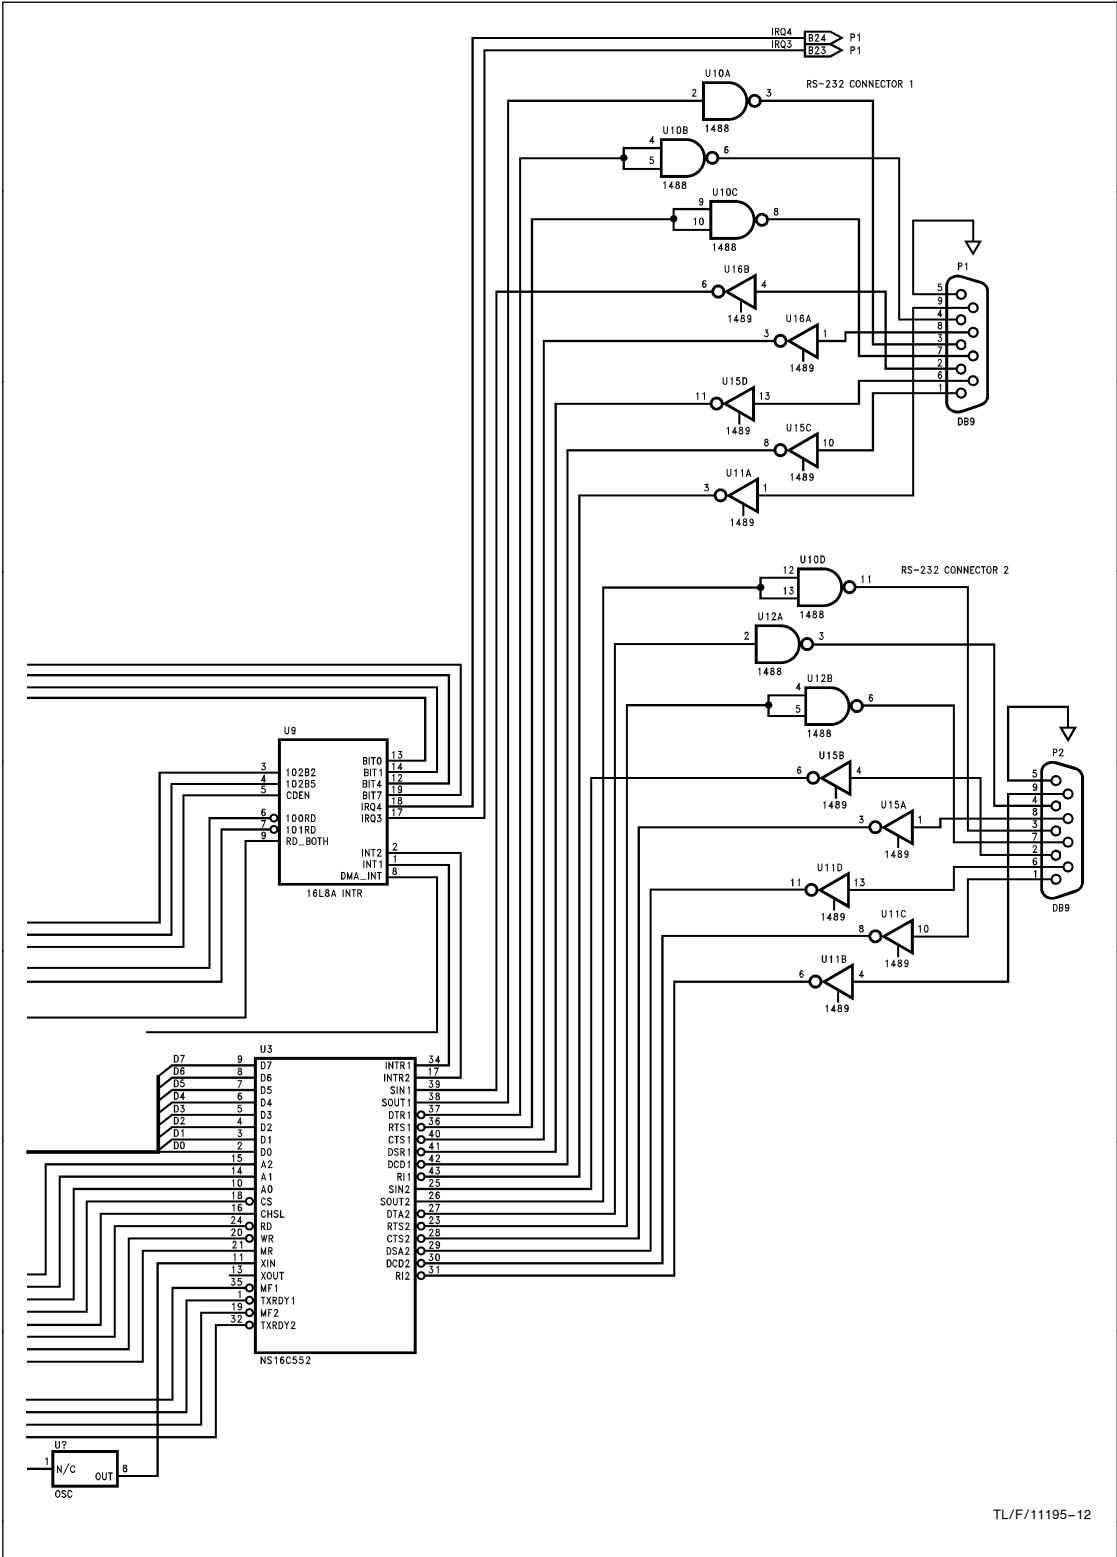 IRQ4 B24 P1
IRQ3 B23 P1
U10A
RS-232 CONNECTOR 1
2 3
1488
U10B
4
5
6
1488
U10C
9
10
8
1488
U16B
6 4
1489
U16A
3 1
1489
U15D
11 13
1489
U15C
8 10
1489
U11A
3 1
1489
P1
5
9
4
8
3
7
2
6
1
DB9
U10D
RS-232 CONNECTOR 2
12
13
11
1488
U12A
2 3
1488
U12B
4
5
6
1488
U15B
6 4
1489
U15A
3 1
1489
U11D
11 13
1489
U11C
8 10
1489
U11B
6 4
1489
P2
5
9
4
8
3
7
2
6
1
DB9
U9
BIT0 13
3 102B2 BIT1 14
4 102B5 BIT4 12
5 CDEN BIT7 19
IRQ4 18
6 100RD IRQ3 17
7 101RD
9 RD_BOTH
INT2 2
INT1 1
DMA_INT 8
16L8A INTR
U3
D7 9 D7 INTR1 34
D6 8 D6 INTR2 17
D5 7 D5 SIN1 39
D4 6 D4 SOUT1 38
D3 5 D3 DTR1 37
D2 4 D2 RTS1 36
D1 3 D1 CTS1 40
D0 2 D0 DSR1 41
15 A2 DCD1 42
14 A1 RI1 43
10 A0 SIN2 25
18 CS SOUT2 26
16 CHSL DTA2 27
24 RD RTS2 23
20 WR CTS2 28
21 MR DSA2 29
11 XIN DCD2 30
13 XOUT RI2 31
35 MF1
1 TXRDY1
19 MF2
32 TXRDY2
NS16C552
U?
1 N/C
OUT 8
OSC
TL/F/11195-12